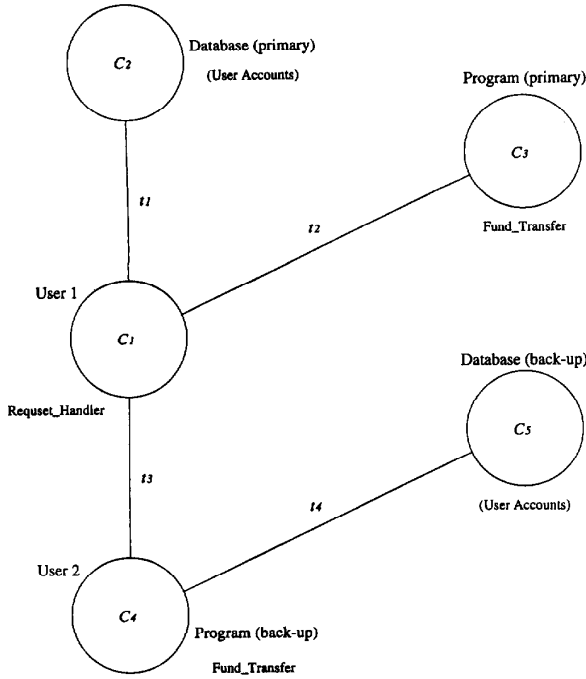 Database (primary)
C2
(User Accounts)
Program (primary)
C3
t1
t2
Fund_Transfer
User 1
C1
Database (back-up)
Requset_Handler
C5
t3
t4
(User Accounts)
User 2
C4
Program (back-up)
Fund_Transfer